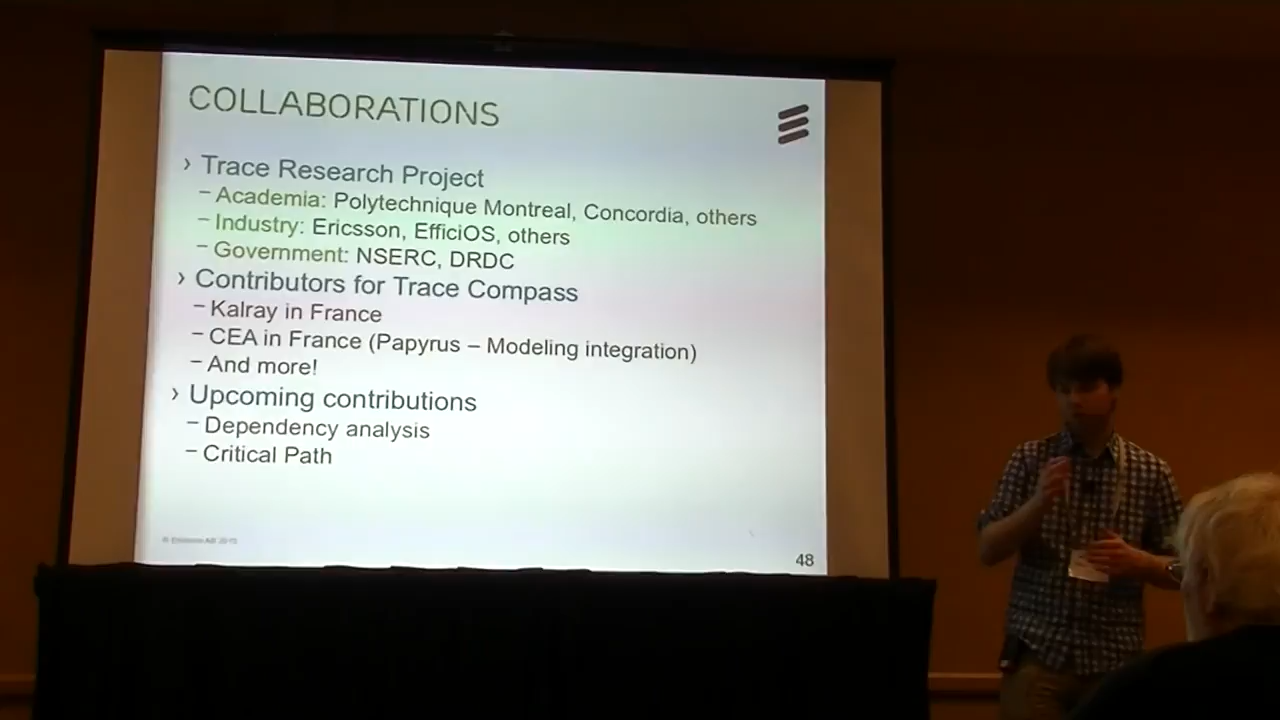 COLLABORATIONS
› Trace Research Project
– Academia: Polytechnique Montreal, Concordia, others
– Industry: Ericsson, EfficiOS, others
– Government: NSERC, DRDC
› Contributors for Trace Compass
– Kalray in France
– CEA in France (Papyrus – Modeling integration)
– And more!
› Upcoming contributions
– Dependency analysis
– Critical Path
48